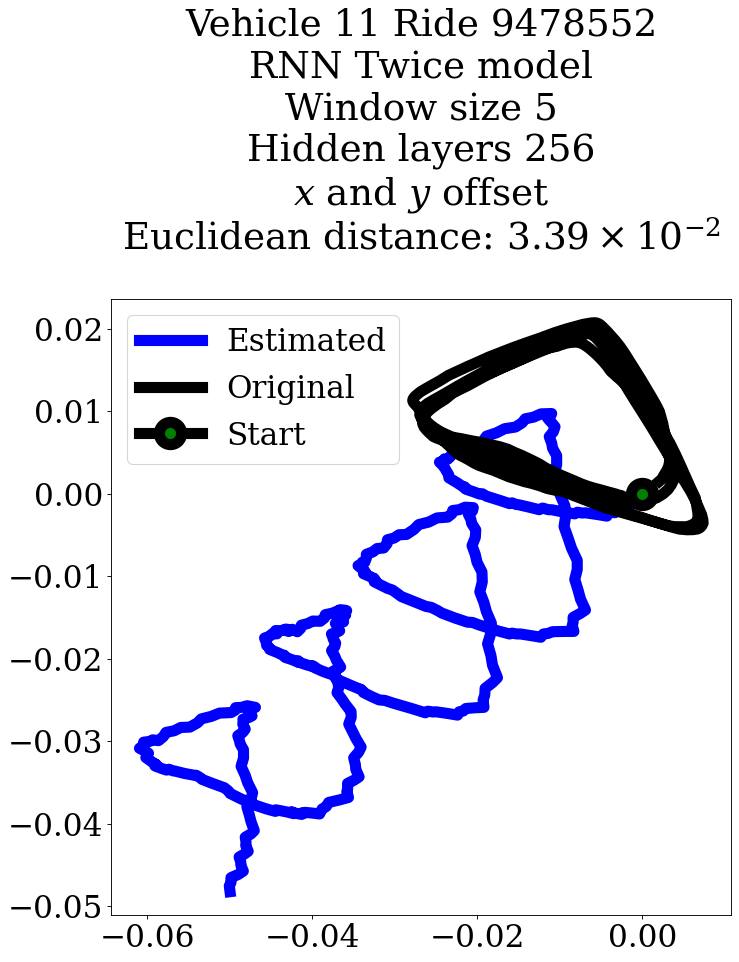 Vehicle 11 Ride 9478552
RNN Twice model
Window size 5
Hidden layers 256
x and y offset
Euclidean distance: 3.39 × 10⁻²
Estimated
Original
Start
0.02
0.01
0.00
−0.01
−0.02
−0.03
−0.04
−0.05
−0.06
−0.04
−0.02
0.00